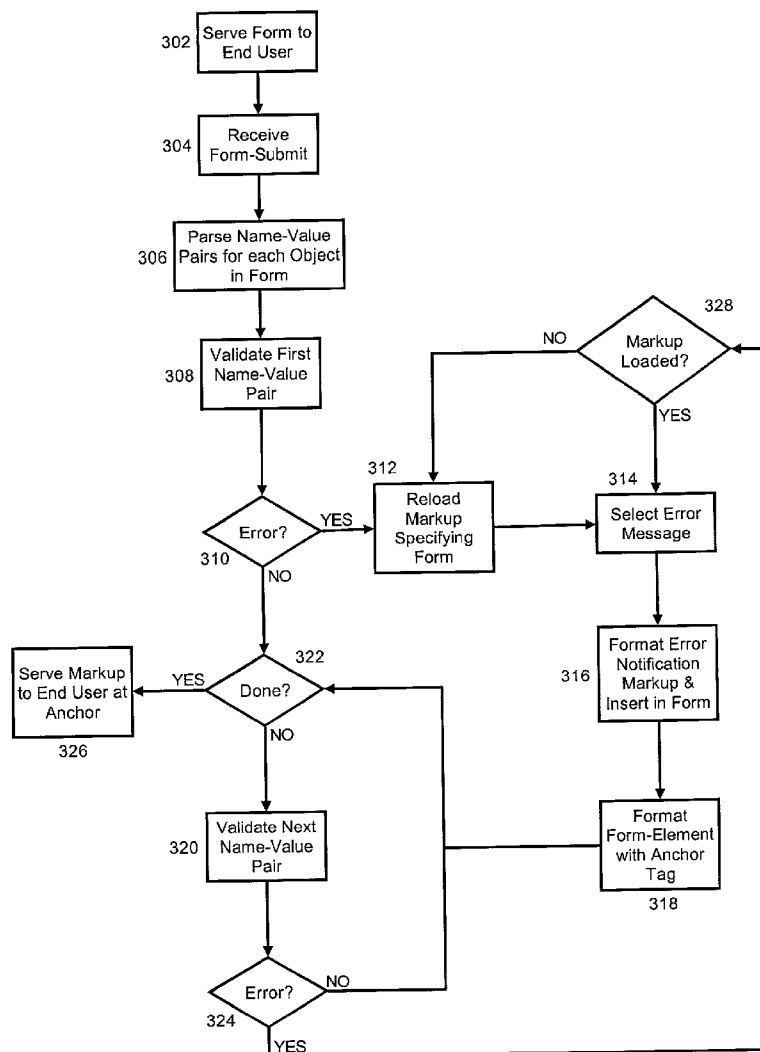 302
Serve Form to
End User
304
Receive
Form-Submit
306
Parse Name-Value
Pairs for each Object
in Form
308
Validate First
Name-Value
Pair
328
Markup
Loaded?
NO
YES
310
Error?
YES
NO
312
Reload
Markup
Specifying
Form
314
Select Error
Message
316
Format Error
Notification
Markup &
Insert in Form
322
Done?
YES
NO
Serve Markup
to End User at
Anchor
326
320
Validate Next
Name-Value
Pair
Format
Form-Element
with Anchor
Tag
318
324
Error?
NO
YES